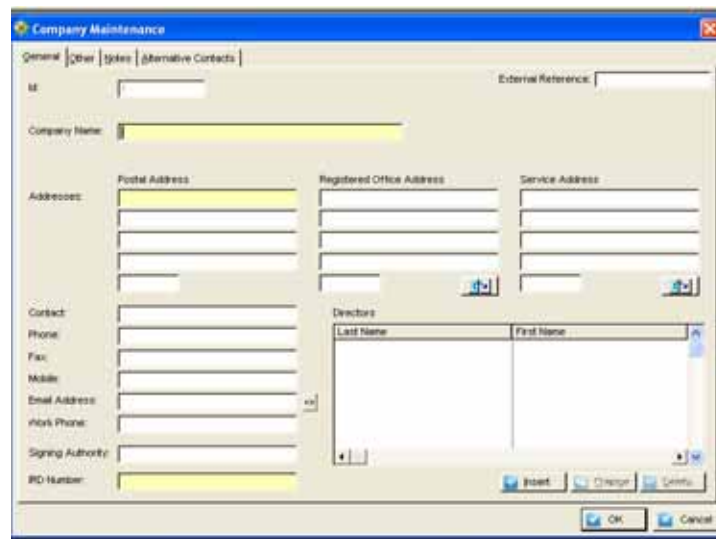 Company Maintenance
General Other Notes Alternative Contacts
Id: External Reference:
Company Name:
Postal Address Registered Office Address Service Address
Addresses:
Contact: Directors
Phone: Last Name First Name
Fax:
Mobile:
Email Address:
Work Phone:
Signing Authority:
IRD Number:
Insert Change Delete
OK Cancel